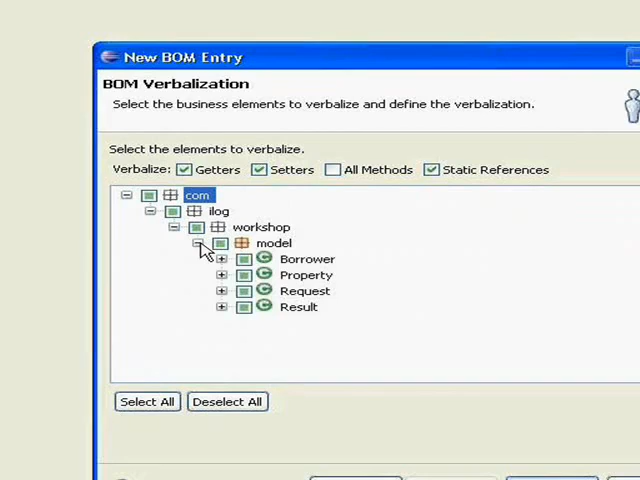 New BOM Entry
BOM Verbalization
Select the business elements to verbalize and define the verbalization.
Select the elements to verbalize.
Verbalize: Getters Setters All Methods Static References
com
ilog
workshop
model
Borrower
Property
Request
Result
Select All Deselect All